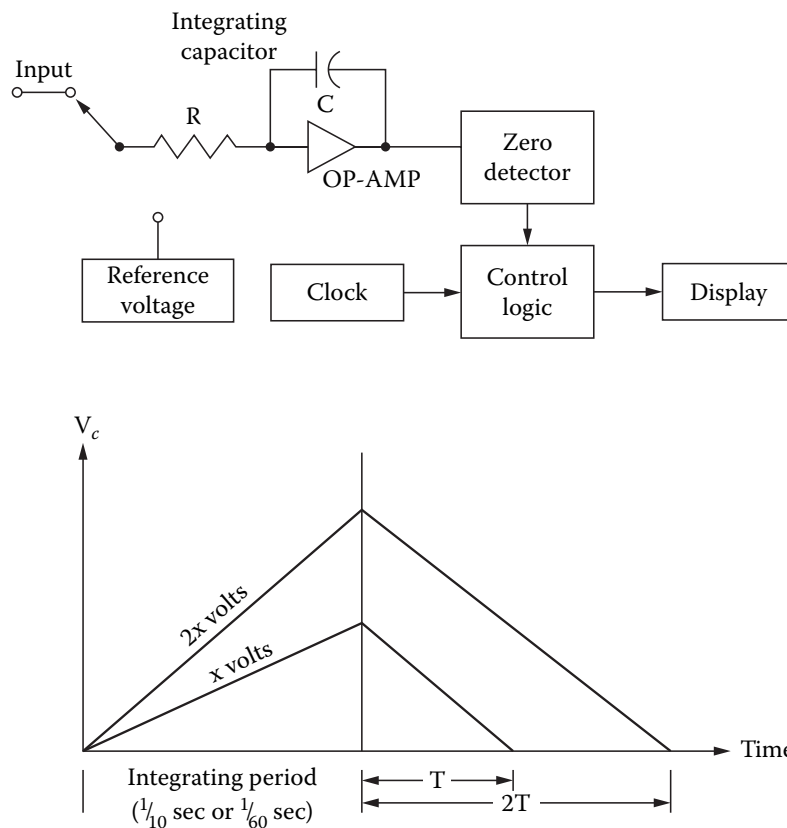 Integrating
capacitor
Input
R
C
OP-AMP
Zero
detector
Reference
voltage
Clock
Control
logic
Display
Vc
2x volts
x volts
Time
Integrating period
(1/10 sec or 1/60 sec)
T
2T